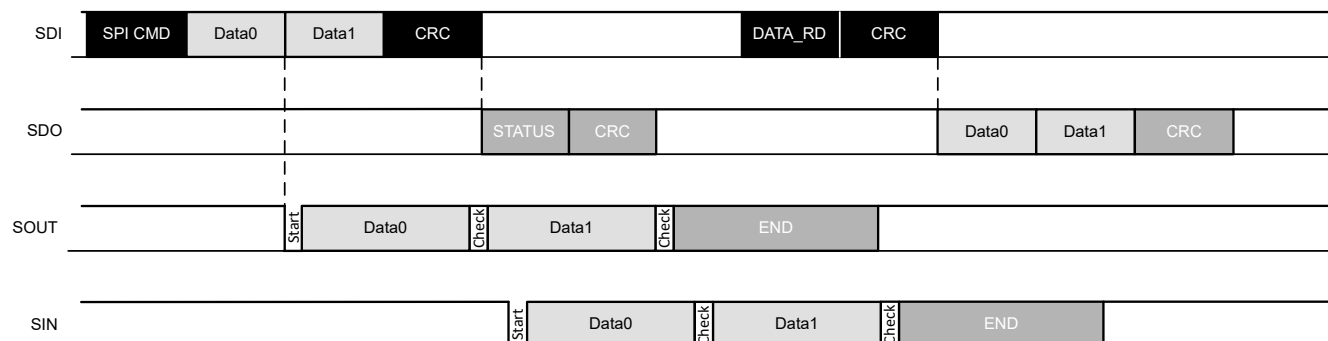 SDI SPI CMD Data0 Data1 CRC DATA_RD CRC
SDO STATUS CRC Data0 Data1 CRC
SOUT Start Data0 Check Data1 Check END
SIN Start Data0 Check Data1 Check END